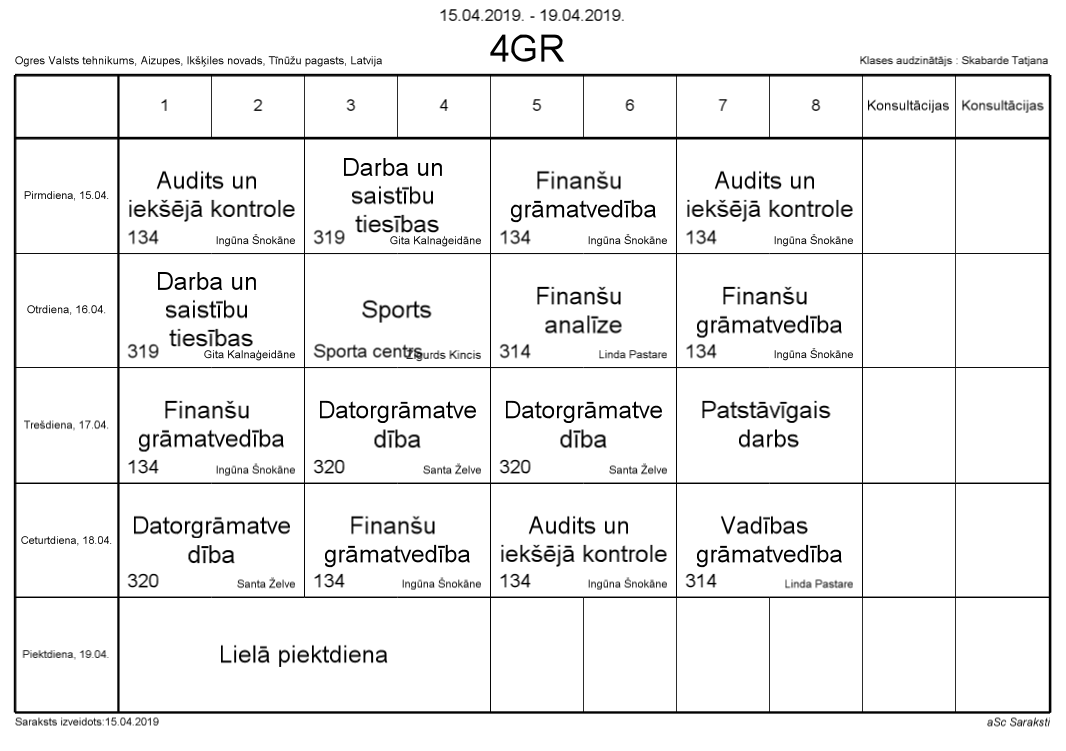 15.04.2019. - 19.04.2019.
4GR
Ogres Valsts tehnikums, Aizupes, Ikšķiles novads, Tīnūžu pagasts, Latvija
Klases audzinātājs : Skabarde Tatjana
1 2 3 4 5 6 7 8 Konsultācijas Konsultācijas
Pirmdiena, 15.04.
Audits un
iekšējā kontrole
134 Ingūna Šnokāne
Darba un
saistību
tiesības
319 Gita Kalnaģeidāne
Finanšu
grāmatvedība
134 Ingūna Šnokāne
Audits un
iekšējā kontrole
134 Ingūna Šnokāne
Otrdiena, 16.04.
Darba un
saistību
tiesības
319 Gita Kalnaģeidāne
Sports
Sporta centrs Zigurds Kincis
Finanšu
analīze
314 Linda Pastare
Finanšu
grāmatvedība
134 Ingūna Šnokāne
Trešdiena, 17.04.
Finanšu
grāmatvedība
134 Ingūna Šnokāne
Datorgrāmatve
dība
320 Santa Želve
Datorgrāmatve
dība
320 Santa Želve
Patstāvīgais
darbs
Ceturtdiena, 18.04.
Datorgrāmatve
dība
320 Santa Želve
Finanšu
grāmatvedība
134 Ingūna Šnokāne
Audits un
iekšējā kontrole
134 Ingūna Šnokāne
Vadības
grāmatvedība
314 Linda Pastare
Piektdiena, 19.04.
Lielā piektdiena
Saraksts izveidots:15.04.2019
aSc Saraksti